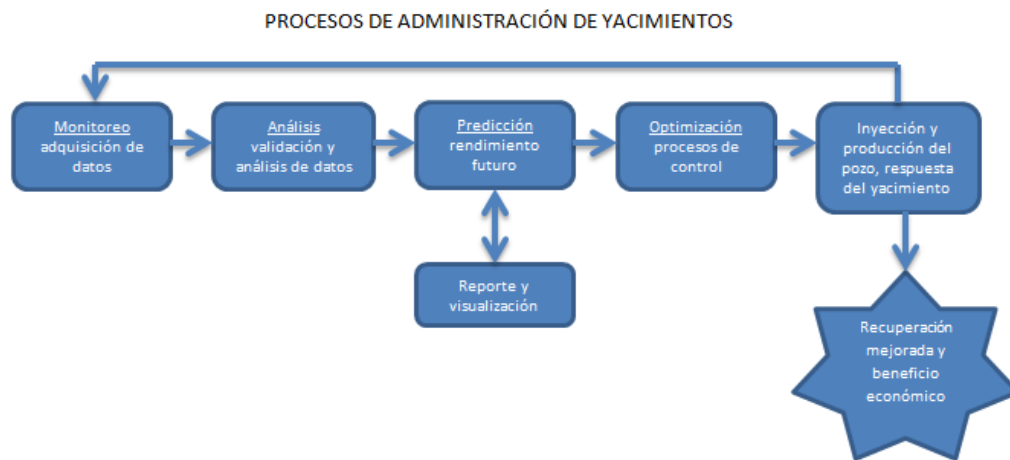 PROCESOS DE ADMINISTRACIÓN DE YACIMIENTOS
Monitoreo
adquisición de
datos
Análisis
validación y
análisis de datos
Predicción
rendimiento
futuro
Optimización
procesos de
control
Inyección y
producción del
pozo, respuesta
del yacimiento
Reporte y
visualización
Recuperación
mejorada y
beneficio
económico